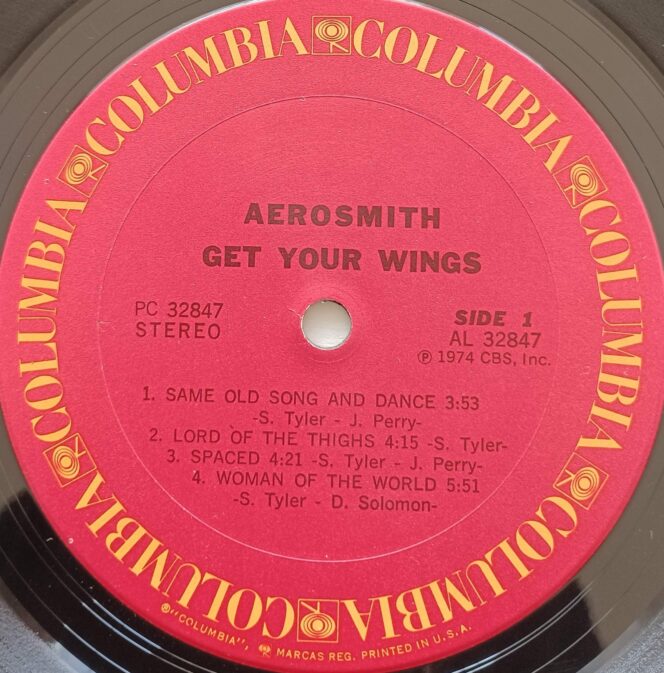 COLUMBIA COLUMBIA COLUMBIA COLUMBIA COLUMBIA COLUMBIA COLUMBIA
AEROSMITH
GET YOUR WINGS
PC 32847
STEREO
SIDE 1
AL 32847
℗ 1974 CBS, Inc.
1. SAME OLD SONG AND DANCE 3:53
-S. Tyler - J. Perry-
2. LORD OF THE THIGHS 4:15 -S. Tyler-
3. SPACED 4:21 -S. Tyler - J. Perry-
4. WOMAN OF THE WORLD 5:51
-S. Tyler - D. Solomon-
®"COLUMBIA", MARCAS REG. PRINTED IN U.S.A.